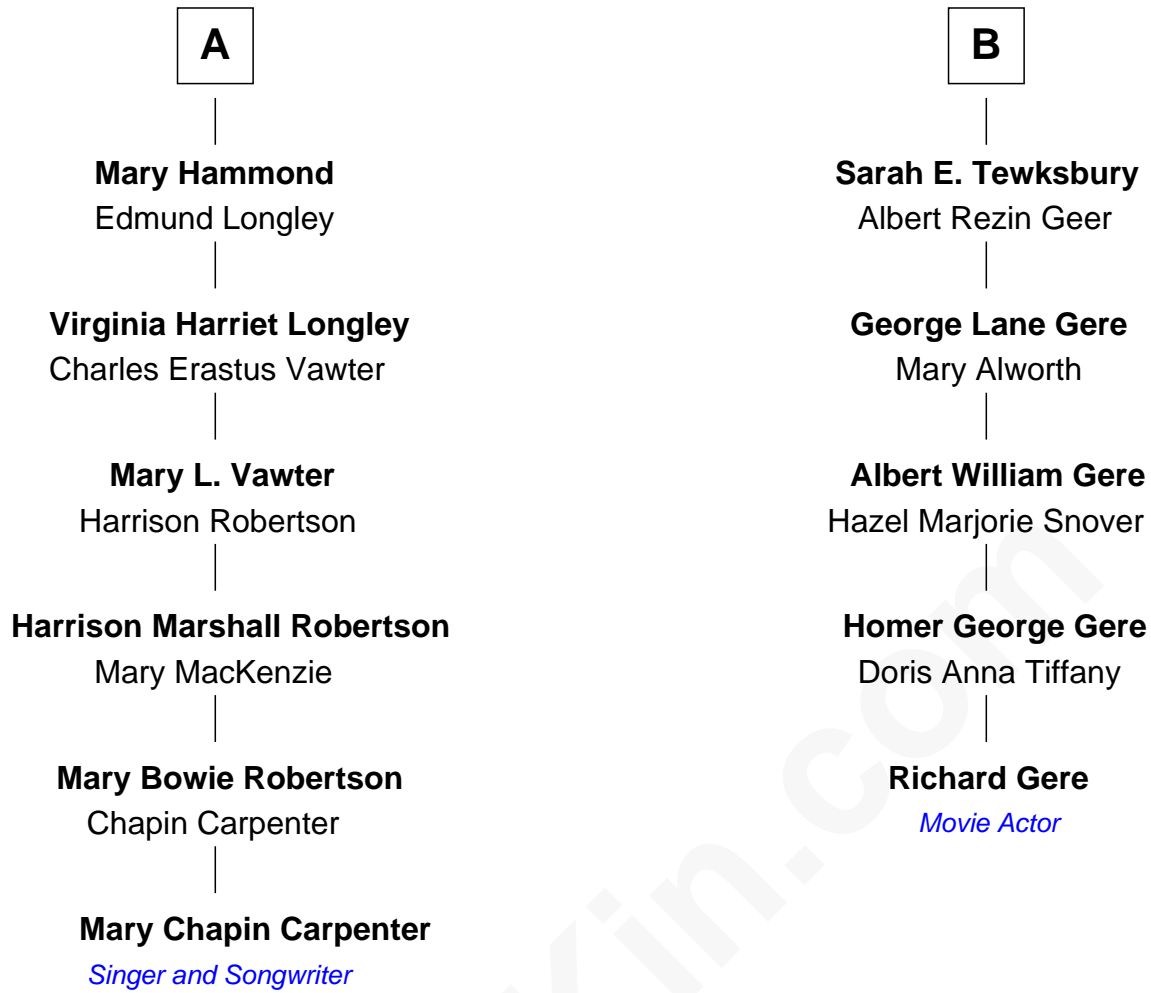 A
Mary Hammond
Edmund Longley
Virginia Harriet Longley
Charles Erastus Vawter
Mary L. Vawter
Harrison Robertson
Harrison Marshall Robertson
Mary MacKenzie
Mary Bowie Robertson
Chapin Carpenter
Mary Chapin Carpenter
Singer and Songwriter
B
Sarah E. Tewksbury
Albert Rezin Geer
George Lane Gere
Mary Alworth
Albert William Gere
Hazel Marjorie Snover
Homer George Gere
Doris Anna Tiffany
Richard Gere
Movie Actor
kin.com